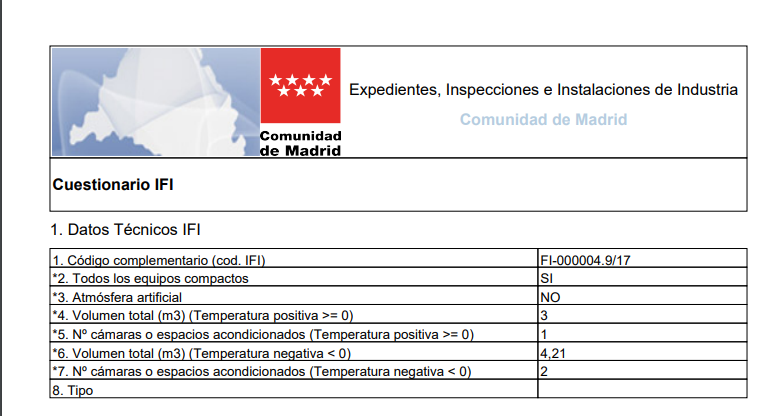 Comunidad
de Madrid
Expedientes, Inspecciones e Instalaciones de Industria
Comunidad de Madrid
Cuestionario IFI
1. Datos Técnicos IFI
1. Código complementario (cod. IFI) FI-000004.9/17
*2. Todos los equipos compactos SI
*3. Atmósfera artificial NO
*4. Volumen total (m3) (Temperatura positiva >= 0) 3
*5. Nº cámaras o espacios acondicionados (Temperatura positiva >= 0) 1
*6. Volumen total (m3) (Temperatura negativa < 0) 4,21
*7. Nº cámaras o espacios acondicionados (Temperatura negativa < 0) 2
8. Tipo